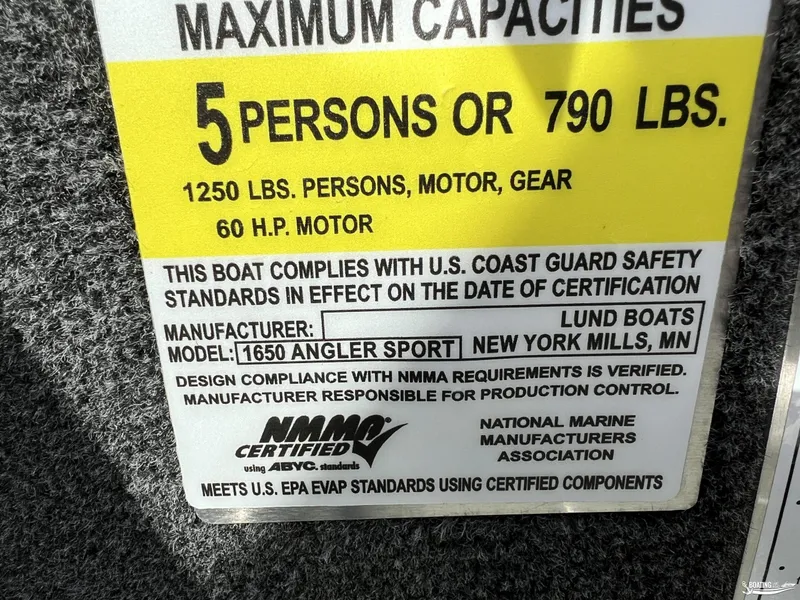 MAXIMUM CAPACITIES
5 PERSONS OR 790 LBS.
1250 LBS. PERSONS, MOTOR, GEAR
60 H.P. MOTOR
THIS BOAT COMPLIES WITH U.S. COAST GUARD SAFETY
STANDARDS IN EFFECT ON THE DATE OF CERTIFICATION
MANUFACTURER: LUND BOATS
MODEL: 1650 ANGLER SPORT NEW YORK MILLS, MN
DESIGN COMPLIANCE WITH NMMA REQUIREMENTS IS VERIFIED.
MANUFACTURER RESPONSIBLE FOR PRODUCTION CONTROL.
NMMA
CERTIFIED
using ABYC. standards
NATIONAL MARINE
MANUFACTURERS
ASSOCIATION
MEETS U.S. EPA EVAP STANDARDS USING CERTIFIED COMPONENTS
BOATING